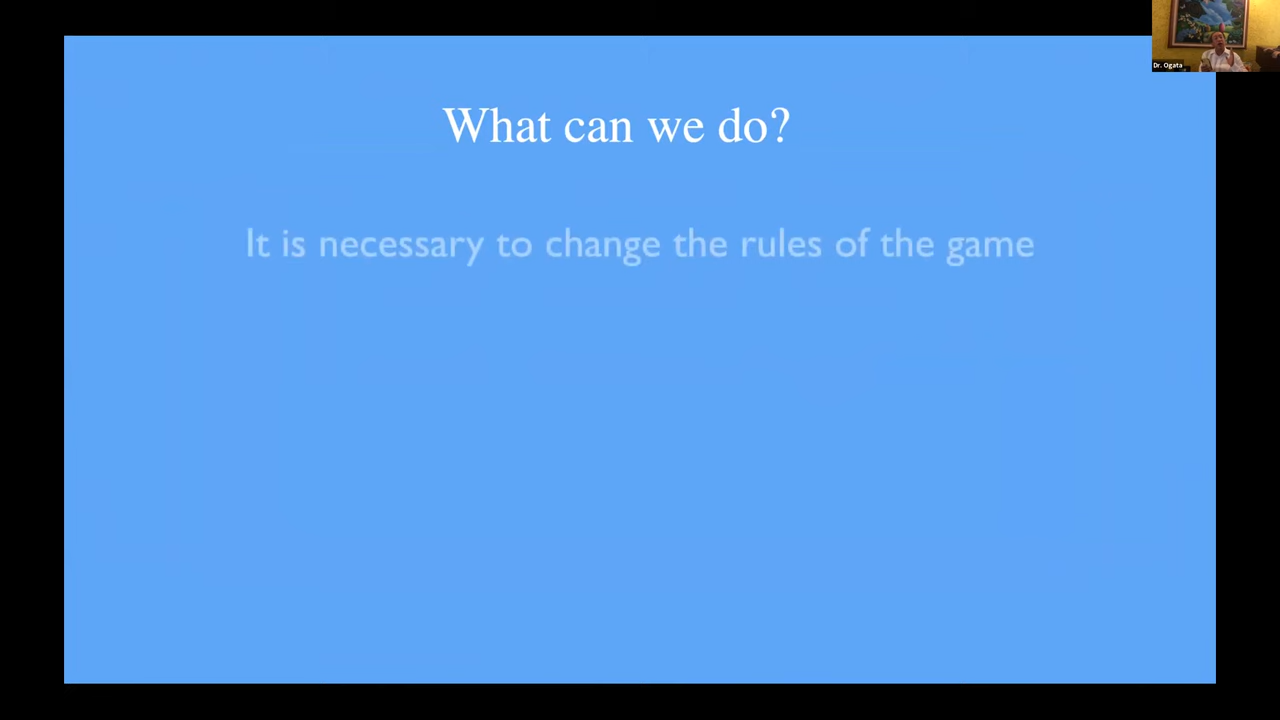 What can we do?
It is necessary to change the rules of the game
Dr. Ogata